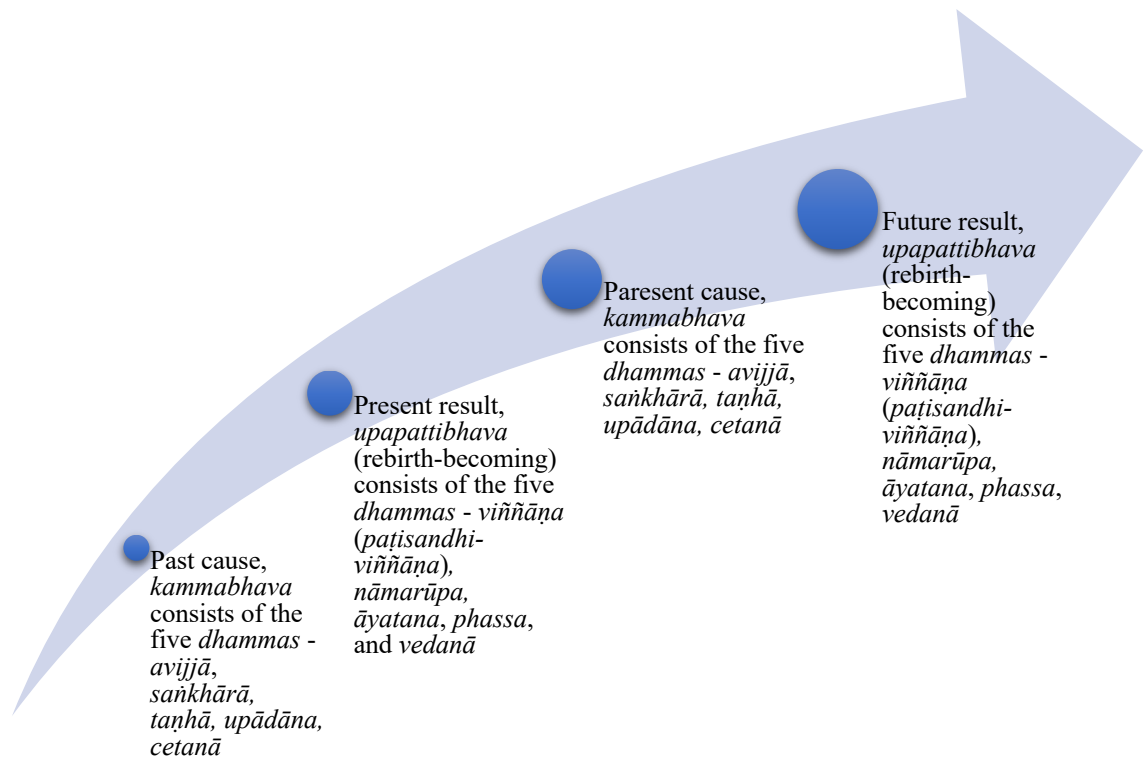 Past cause,
kammabhava
consists of the
five dhammas -
avijjā,
saṅkhārā,
taṇhā, upādāna,
cetanā
Present result,
upapattibhava
(rebirth-becoming)
consists of the five
dhammas - viññāṇa
(paṭisandhi-
viññāṇa),
nāmarūpa,
āyatana, phassa,
and vedanā
Paresent cause,
kammabhava
consists of the five
dhammas - avijjā,
saṅkhārā, taṇhā,
upādāna, cetanā
Future result,
upapattibhava
(rebirth-
becoming)
consists of the
five dhammas -
viññāṇa
(paṭisandhi-
viññāṇa),
nāmarūpa,
āyatana, phassa,
vedanā